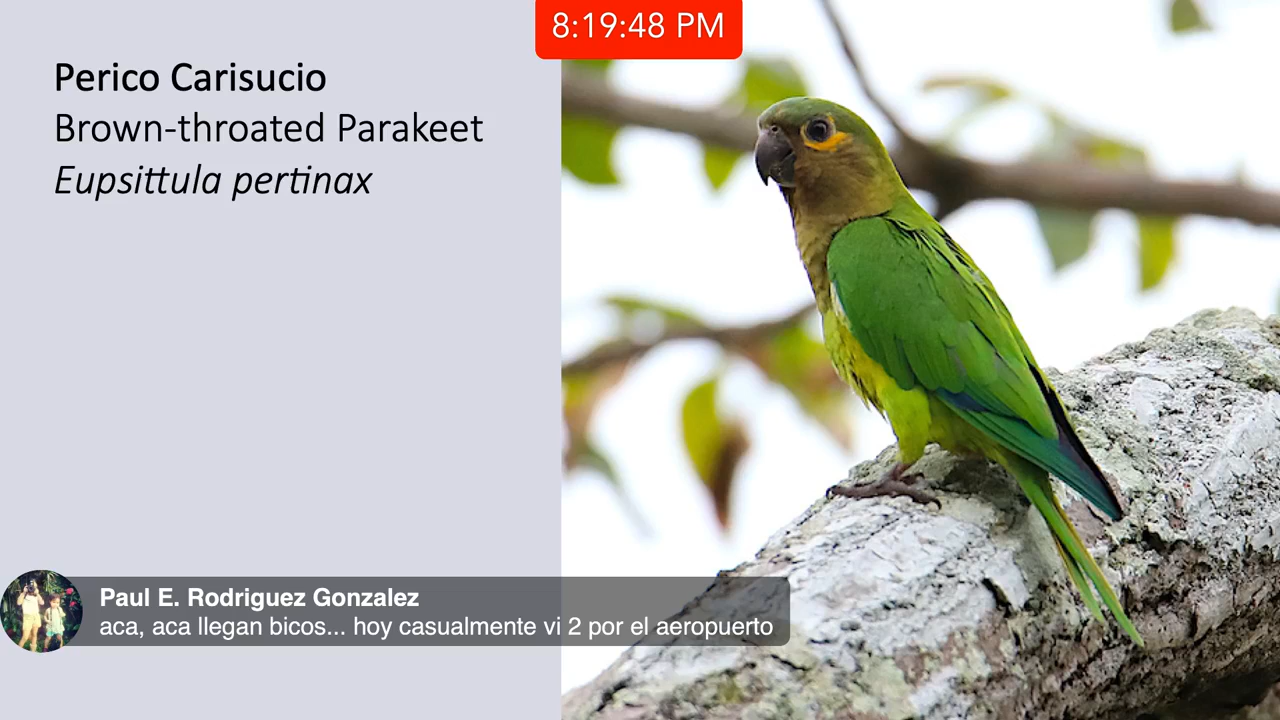 8:19:48 PM
Perico Carisucio
Brown-throated Parakeet
Eupsittula pertinax
Paul E. Rodriguez Gonzalez
aca, aca llegan bicos... hoy casualmente vi 2 por el aeropuerto